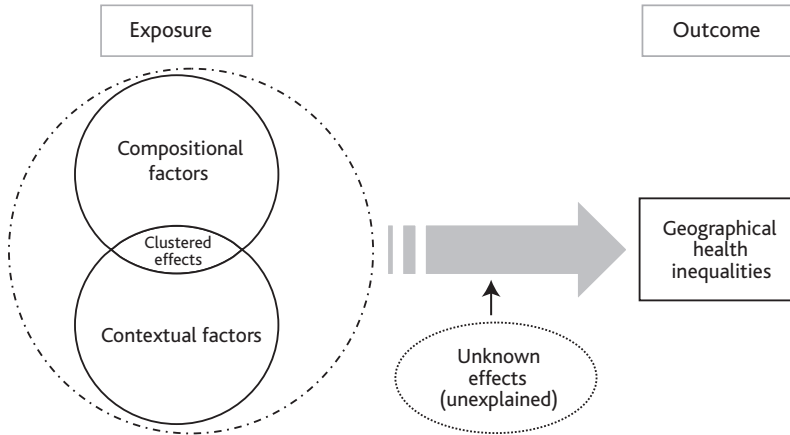 Exposure
Outcome
Compositional
factors
Clustered
effects
Contextual factors
Unknown
effects
(unexplained)
Geographical
health
inequalities